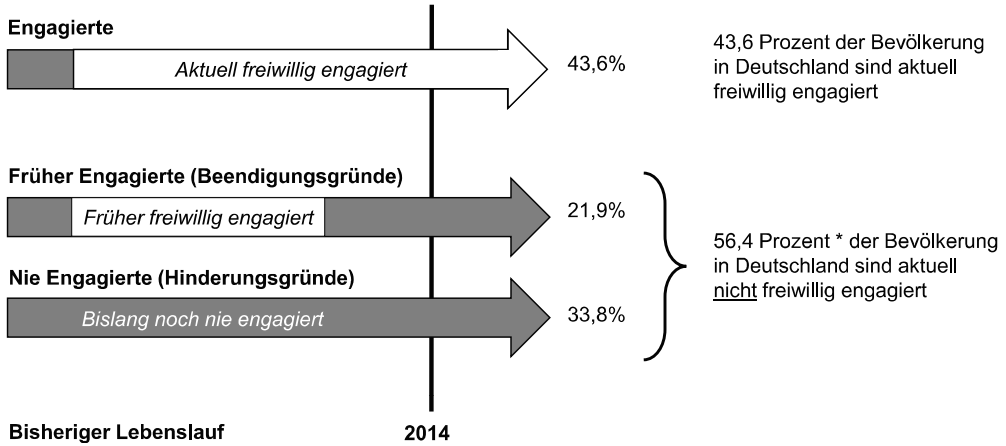 Engagierte
Aktuell freiwillig engagiert
43,6%
43,6 Prozent der Bevölkerung
in Deutschland sind aktuell
freiwillig engagiert
Früher Engagierte (Beendigungsgründe)
Früher freiwillig engagiert
21,9%
Nie Engagierte (Hinderungsgründe)
Bislang noch nie engagiert
33,8%
56,4 Prozent * der Bevölkerung
in Deutschland sind aktuell
nicht freiwillig engagiert
Bisheriger Lebenslauf
2014